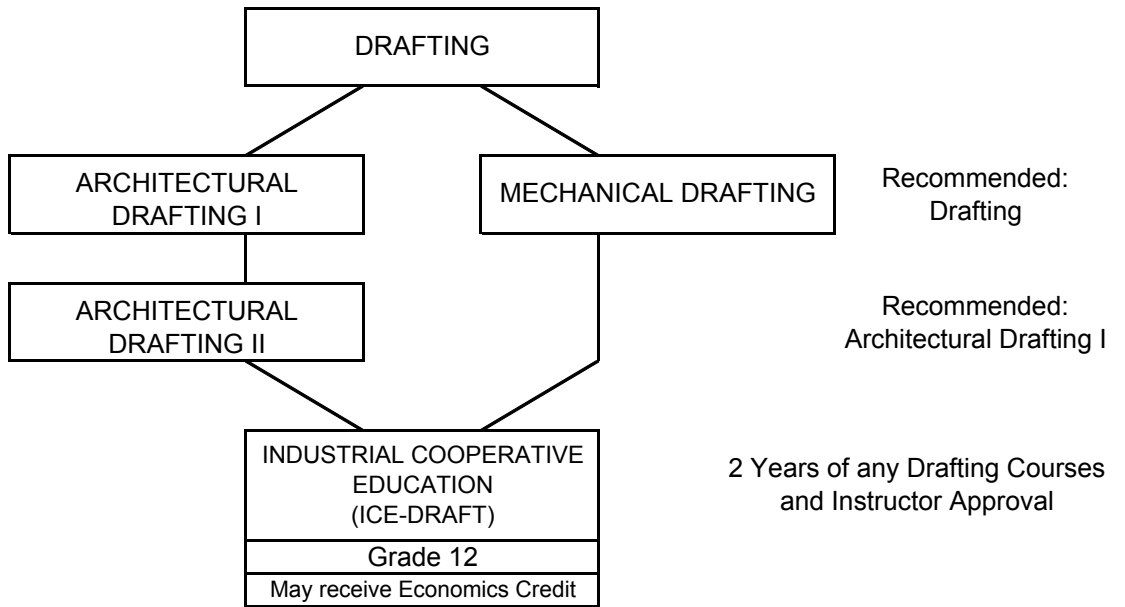 DRAFTING
ARCHITECTURAL
DRAFTING I
MECHANICAL DRAFTING
Recommended:
Drafting
ARCHITECTURAL
DRAFTING II
Recommended:
Architectural Drafting I
INDUSTRIAL COOPERATIVE
EDUCATION
(ICE-DRAFT)
2 Years of any Drafting Courses
and Instructor Approval
Grade 12
May receive Economics Credit